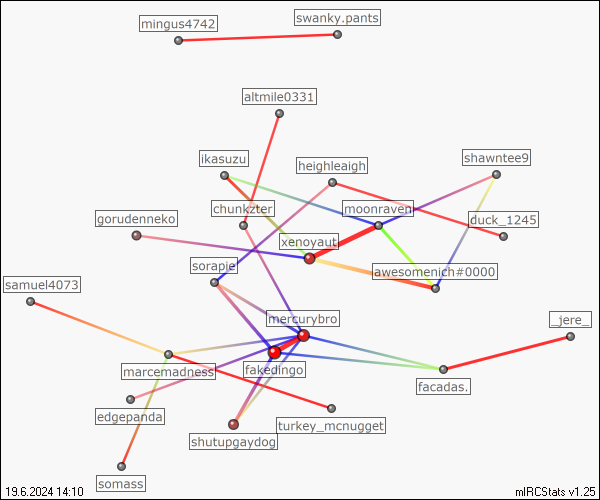 swanky.pants
mingus4742
altmile0331
ikasuzu
heighleaigh
shawntee9
chunkzter
moonraven
gorudenneko
duck_1245
xenoyaut
sorapie
awesomenich#0000
samuel4073
mercurybro
_jere_
marcemadness
fakedingo
facadas.
edgepanda
turkey_mcnugget
shutupgaydog
somass
19.6.2024 14:10
mIRCStats v1.25